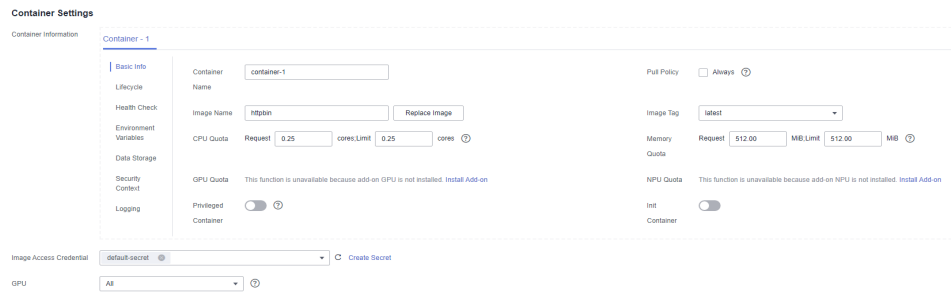 Container Settings
Container Information
Container - 1
Basic Info
Lifecycle
Health Check
Environment
Variables
Data Storage
Security
Context
Logging
Container
Name
container-1
Pull Policy
Always
Image Name
httpbin
Replace Image
Image Tag
latest
CPU Quota
Request 0.25 cores;Limit 0.25 cores
Memory
Quota
Request 512.00 MiB;Limit 512.00 MiB
GPU Quota
This function is unavailable because add-on GPU is not installed. Install Add-on
NPU Quota
This function is unavailable because add-on NPU is not installed. Install Add-on
Privileged
Container
Init
Container
Image Access Credential
default-secret
Create Secret
GPU
All